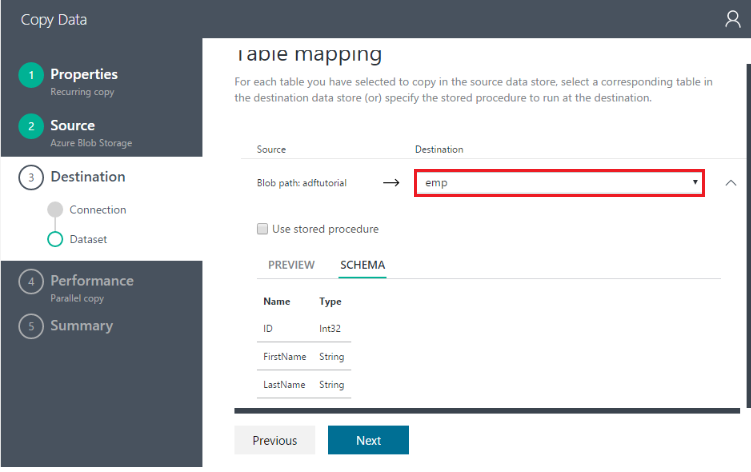 Copy Data
1 Properties
Recurring copy
2 Source
Azure Blob Storage
3 Destination
Connection
Dataset
4 Performance
Parallel copy
5 Summary
Table mapping
For each table you have selected to copy in the source data store, select a corresponding table in
the destination data store (or) specify the stored procedure to run at the destination.
Source Destination
Blob path: adftutorial emp
Use stored procedure
PREVIEW SCHEMA
Name Type
ID Int32
FirstName String
LastName String
Previous Next